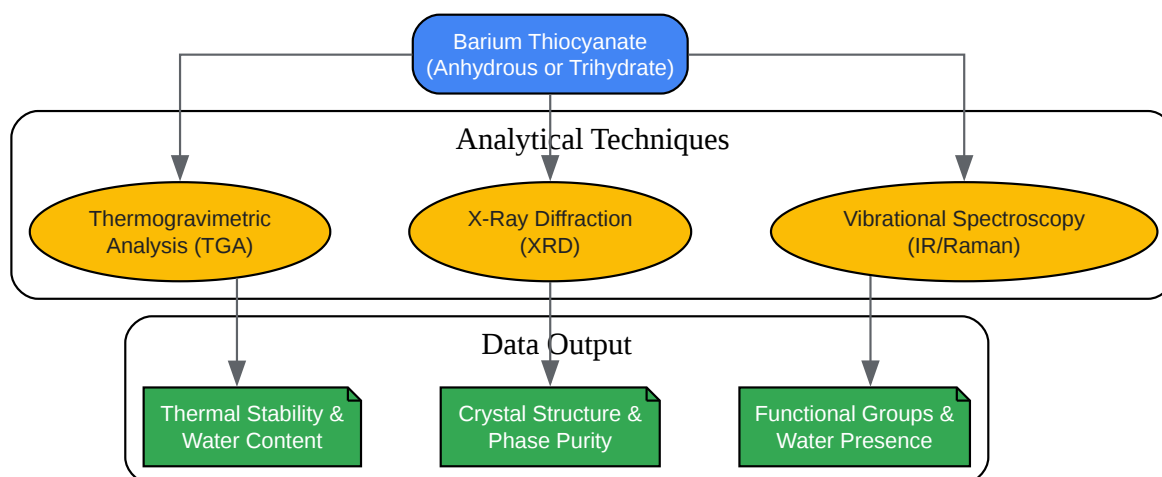 Barium Thiocyanate
(Anhydrous or Trihydrate)
Analytical Techniques
Thermogravimetric
Analysis (TGA)
X-Ray Diffraction
(XRD)
Vibrational Spectroscopy
(IR/Raman)
Data Output
Thermal Stability &
Water Content
Crystal Structure &
Phase Purity
Functional Groups &
Water Presence